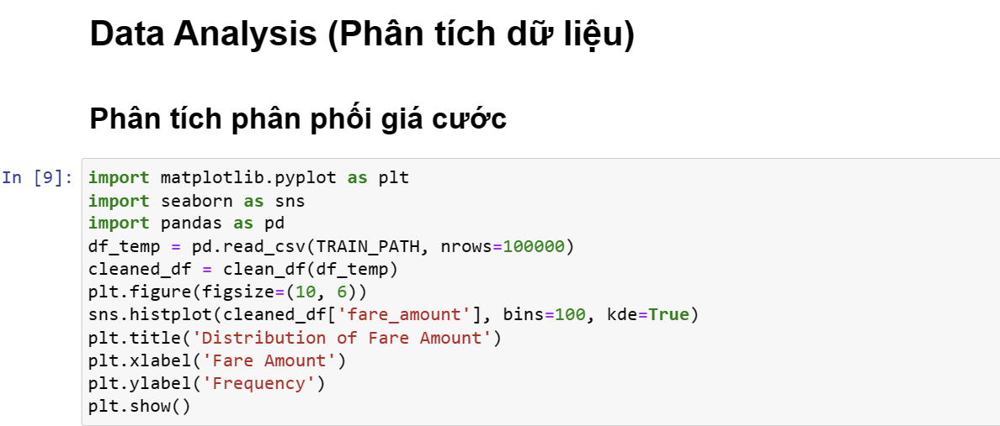 Data Analysis (Phân tích dữ liệu)
Phân tích phân phối giá cước
In [9]: import matplotlib.pyplot as plt
import seaborn as sns
import pandas as pd
df_temp = pd.read_csv(TRAIN_PATH, nrows=100000)
cleaned_df = clean_df(df_temp)
plt.figure(figsize=(10, 6))
sns.histplot(cleaned_df['fare_amount'], bins=100, kde=True)
plt.title('Distribution of Fare Amount')
plt.xlabel('Fare Amount')
plt.ylabel('Frequency')
plt.show()